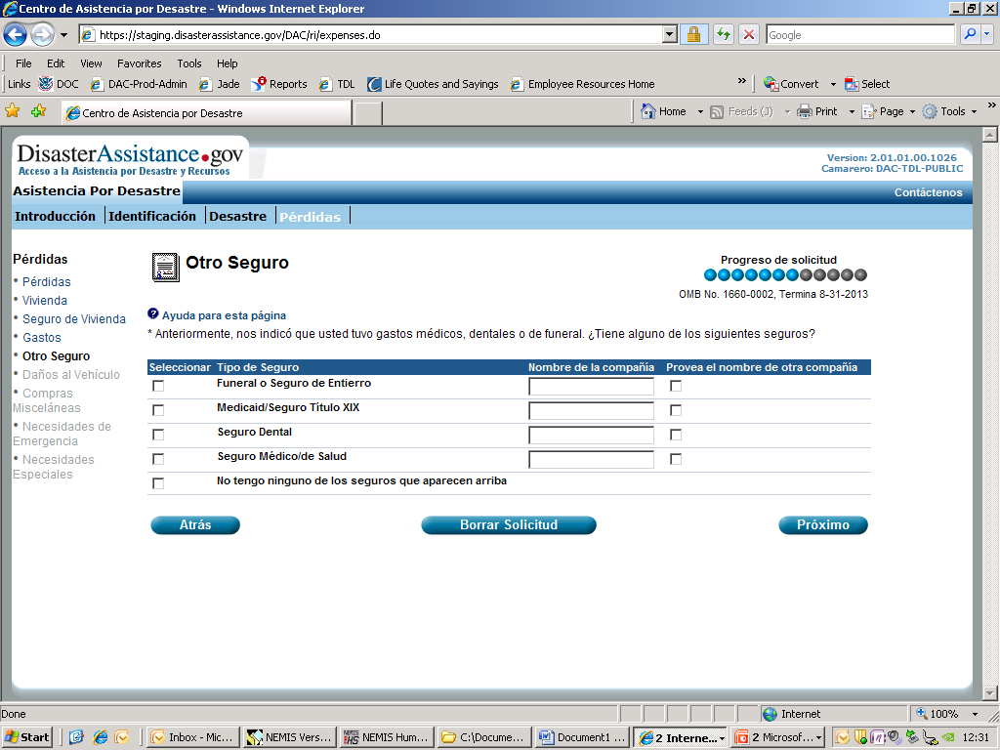 Centro de Asistencia por Desastre - Windows Internet Explorer
https://staging.disasterassistance.gov/DAC/ri/expenses.do
Google
File Edit View Favorites Tools Help
Links DOC DAC-Prod-Admin Jade Reports TDL Life Quotes and Sayings Employee Resources Home » Convert Select
Centro de Asistencia por Desastre
Home Feeds (J) Print Page Tools »
DisasterAssistance.gov
Acceso a la Asistencia por Desastre y Recursos
Version: 2.01.01.00.1026
Camarero: DAC-TDL-PUBLIC
Asistencia Por Desastre
Contáctenos
Introducción Identificación Desastre Pérdidas
Pérdidas
• Pérdidas
• Vivienda
• Seguro de Vivienda
• Gastos
• Otro Seguro
• Daños al Vehículo
• Compras
Misceláneas
• Necesidades de
Emergencia
• Necesidades
Especiales
Otro Seguro
Progreso de solicitud
OMB No. 1660-0002, Termina 8-31-2013
Ayuda para esta página
* Anteriormente, nos indicó que usted tuvo gastos médicos, dentales o de funeral. ¿Tiene alguno de los siguientes seguros?
Seleccionar Tipo de Seguro Nombre de la compañía Provea el nombre de otra compañía
Funeral o Seguro de Entierro
Medicaid/Seguro Título XIX
Seguro Dental
Seguro Médico/de Salud
No tengo ninguno de los seguros que aparecen arriba
Atrás Borrar Solicitud Próximo
Done Internet 100%
Start Inbox - Mic... NEMIS Vers... NEMIS Hum... C:\Docume... Document1 ... 2 Interne... 2 Microsof... 12:31